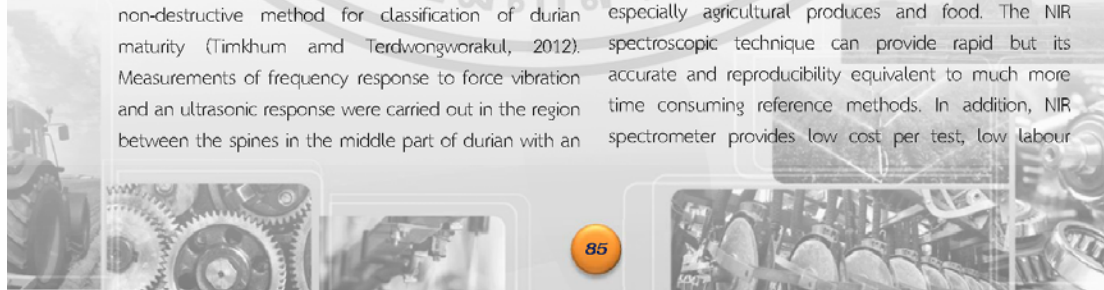 non-destructive method for classification of durian
maturity (Timkhum amd Terdwongworakul, 2012).
Measurements of frequency response to force vibration
and an ultrasonic response were carried out in the region
between the spines in the middle part of durian with an
especially agricultural produces and food. The NIR
spectroscopic technique can provide rapid but its
accurate and reproducibility equivalent to much more
time consuming reference methods. In addition, NIR
spectrometer provides low cost per test, low labour
85